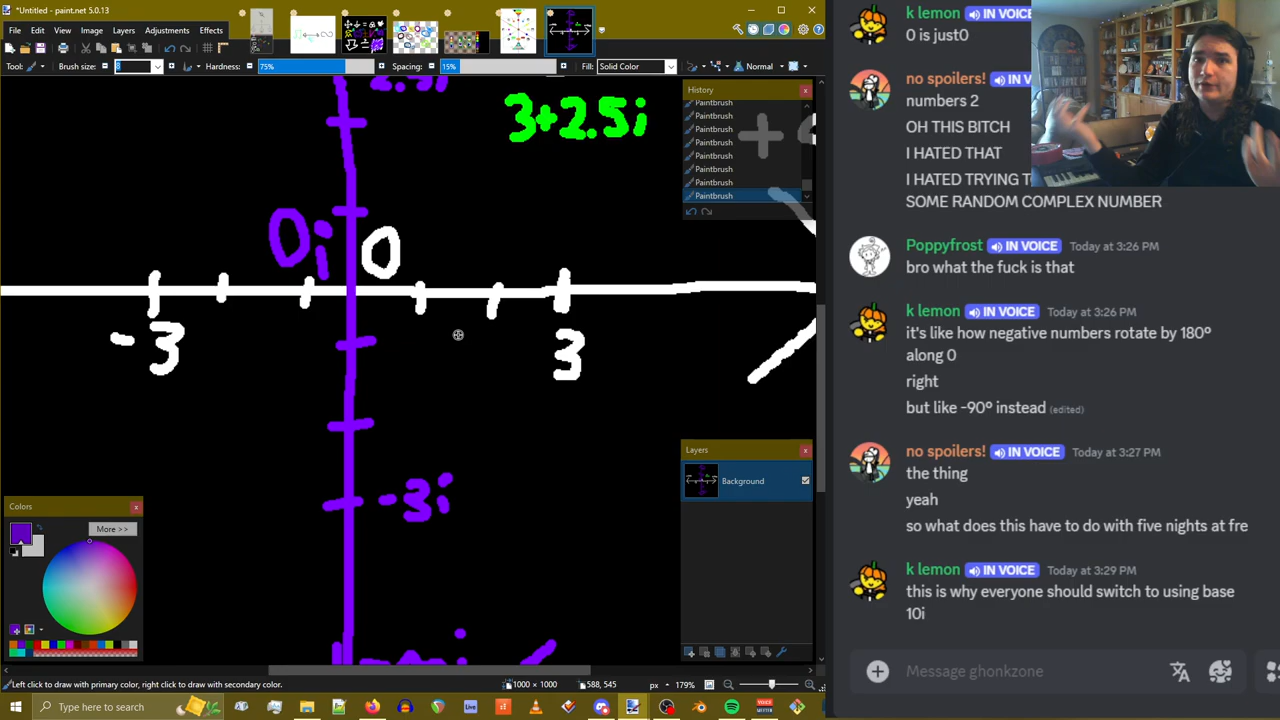 *Untitled - paint.net 5.0.13
File Edit View Image Layers Adjustments Effects
Tool: Brush size: 8 Hardness: 75% Spacing: 15% Fill: Solid Color Normal
3+2.5i
0i
0
-3
3
-3i
History
Paintbrush
Paintbrush
Paintbrush
Paintbrush
Paintbrush
Paintbrush
Paintbrush
Paintbrush
Layers
Background
Colors
More >>
Left click to draw with primary color, right click to draw with secondary color.
1000 × 1000
588, 545
px
179%
Type here to search
Live
k lemon IN VOICE
0 is just0
no spoilers!
numbers 2
OH THIS BITCH
I HATED THAT
I HATED TRYING
SOME RANDOM COMPLEX NUMBER
Poppyfrost IN VOICE Today at 3:26 PM
bro what the fuck is that
k lemon IN VOICE Today at 3:26 PM
it's like how negative numbers rotate by 180º
along 0
right
but like -90º instead (edited)
no spoilers! IN VOICE Today at 3:27 PM
the thing
yeah
so what does this have to do with five nights at fre
k lemon IN VOICE Today at 3:29 PM
this is why everyone should switch to using base
10i
Message ghonkzone